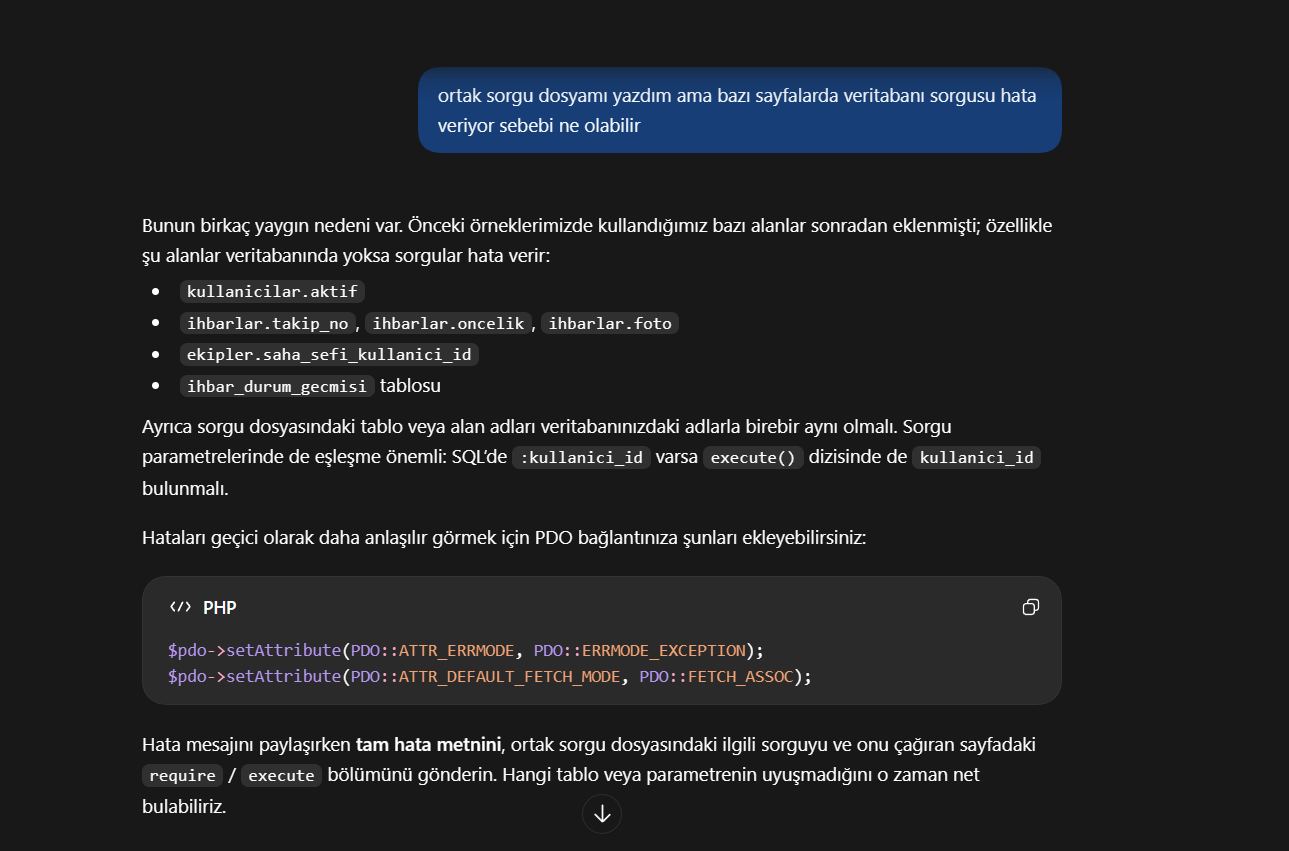 ortak sorgu dosyamı yazdım ama bazı sayfalarda veritabanı sorgusu hata
veriyor sebebi ne olabilir
Bunun birkaç yaygın nedeni var. Önceki örneklerimizde kullandığımız bazı alanlar sonradan eklenmişti; özellikle
şu alanlar veritabanında yoksa sorgular hata verir:
• kullanicilar.aktif
• ihbarlar.takip_no, ihbarlar.oncelik, ihbarlar.foto
• ekipler.saha_sefi_kullanici_id
• ihbar_durum_gecmisi tablosu
Ayrıca sorgu dosyasındaki tablo veya alan adları veritabanınızdaki adlarla birebir aynı olmalı. Sorgu
parametrelerinde de eşleşme önemli: SQL’de :kullanici_id varsa execute() dizisinde de kullanici_id
bulunmalı.
Hataları geçici olarak daha anlaşılır görmek için PDO bağlantınıza şunları ekleyebilirsiniz:
</> PHP
$pdo->setAttribute(PDO::ATTR_ERRMODE, PDO::ERRMODE_EXCEPTION);
$pdo->setAttribute(PDO::ATTR_DEFAULT_FETCH_MODE, PDO::FETCH_ASSOC);
Hata mesajını paylaşırken tam hata metnini, ortak sorgu dosyasındaki ilgili sorguyu ve onu çağıran sayfadaki
require / execute bölümünü gönderin. Hangi tablo veya parametrenin uyuşmadığını o zaman net
bulabiliriz.